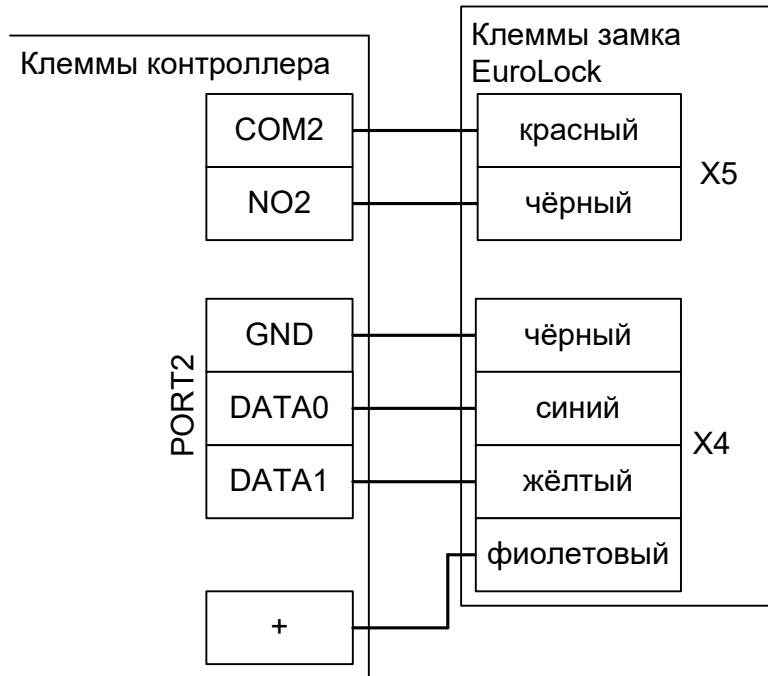 Клеммы контроллера
Клеммы замка
EuroLock
COM2
красный
NO2
чёрный
X5
PORT2
GND
чёрный
DATA0
синий
DATA1
жёлтый
X4
фиолетовый
+